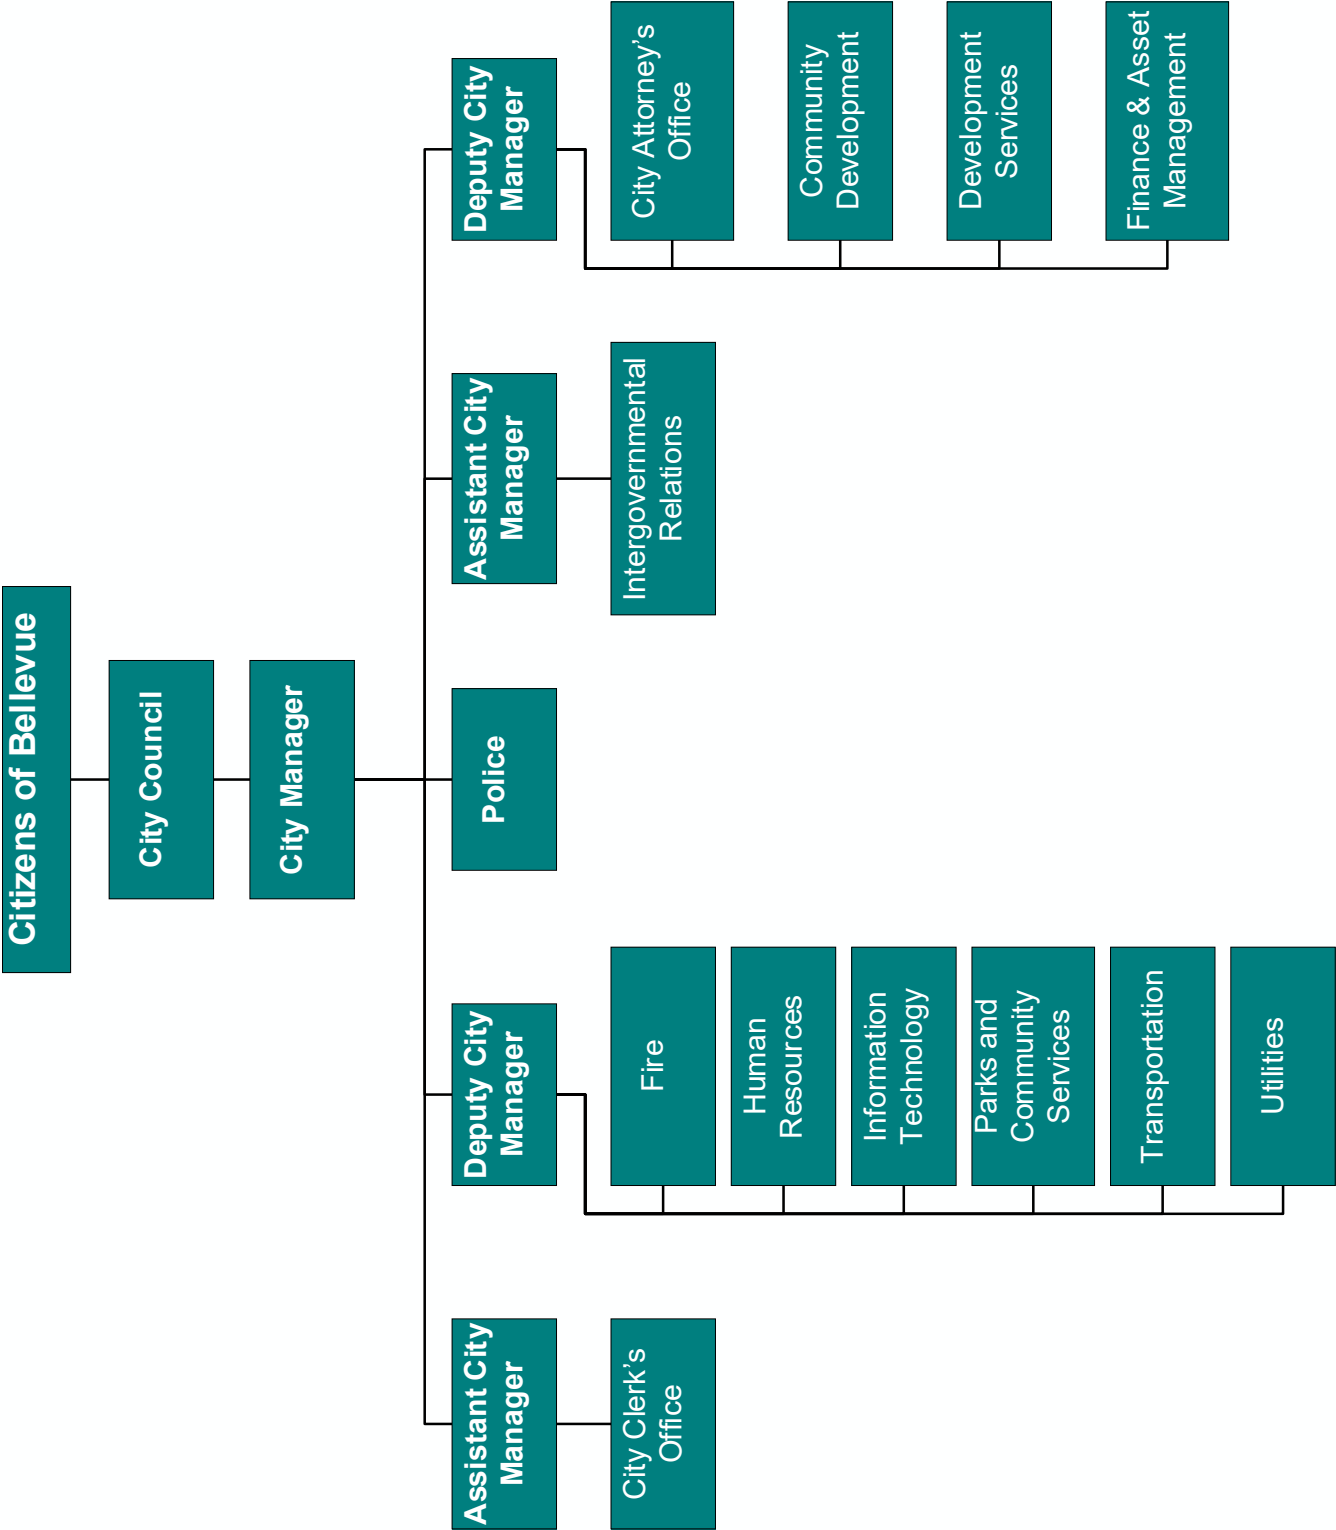 Citizens of Bellevue
City Council
City Manager
Assistant City
Manager
City Clerk’s
Office
Deputy City
Manager
Fire
Human
Resources
Information
Technology
Parks and
Community
Services
Transportation
Utilities
Police
Assistant City
Manager
Intergovernmental
Relations
Deputy City
Manager
City Attorney’s
Office
Community
Development
Development
Services
Finance & Asset
Management